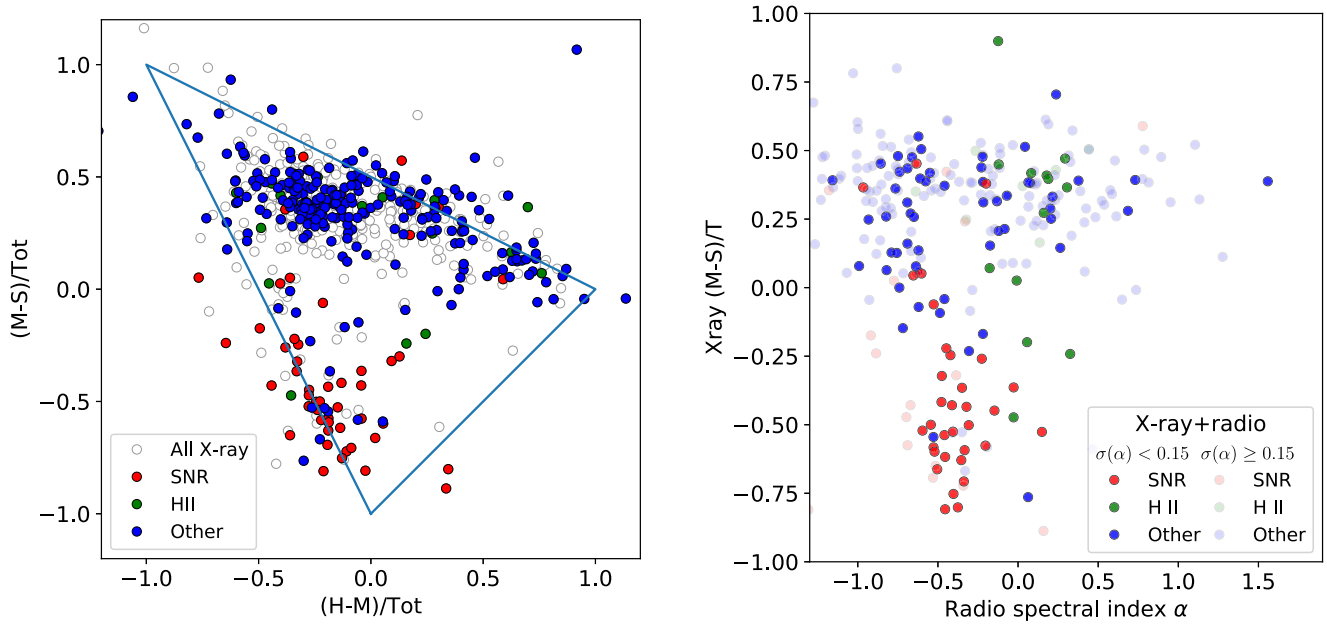 1.0
0.5
0.0
−0.5
−1.0
(M-S)/Tot
All X-ray
SNR
HII
Other
−1.0 −0.5 0.0 0.5 1.0
(H-M)/Tot
1.00
0.75
0.50
0.25
0.00
−0.25
−0.50
−0.75
−1.00
Xray (M-S)/T
X-ray+radio
σ(α) < 0.15 σ(α) ≥ 0.15
SNR SNR
H II H II
Other Other
−1.0 −0.5 0.0 0.5 1.0 1.5
Radio spectral index α